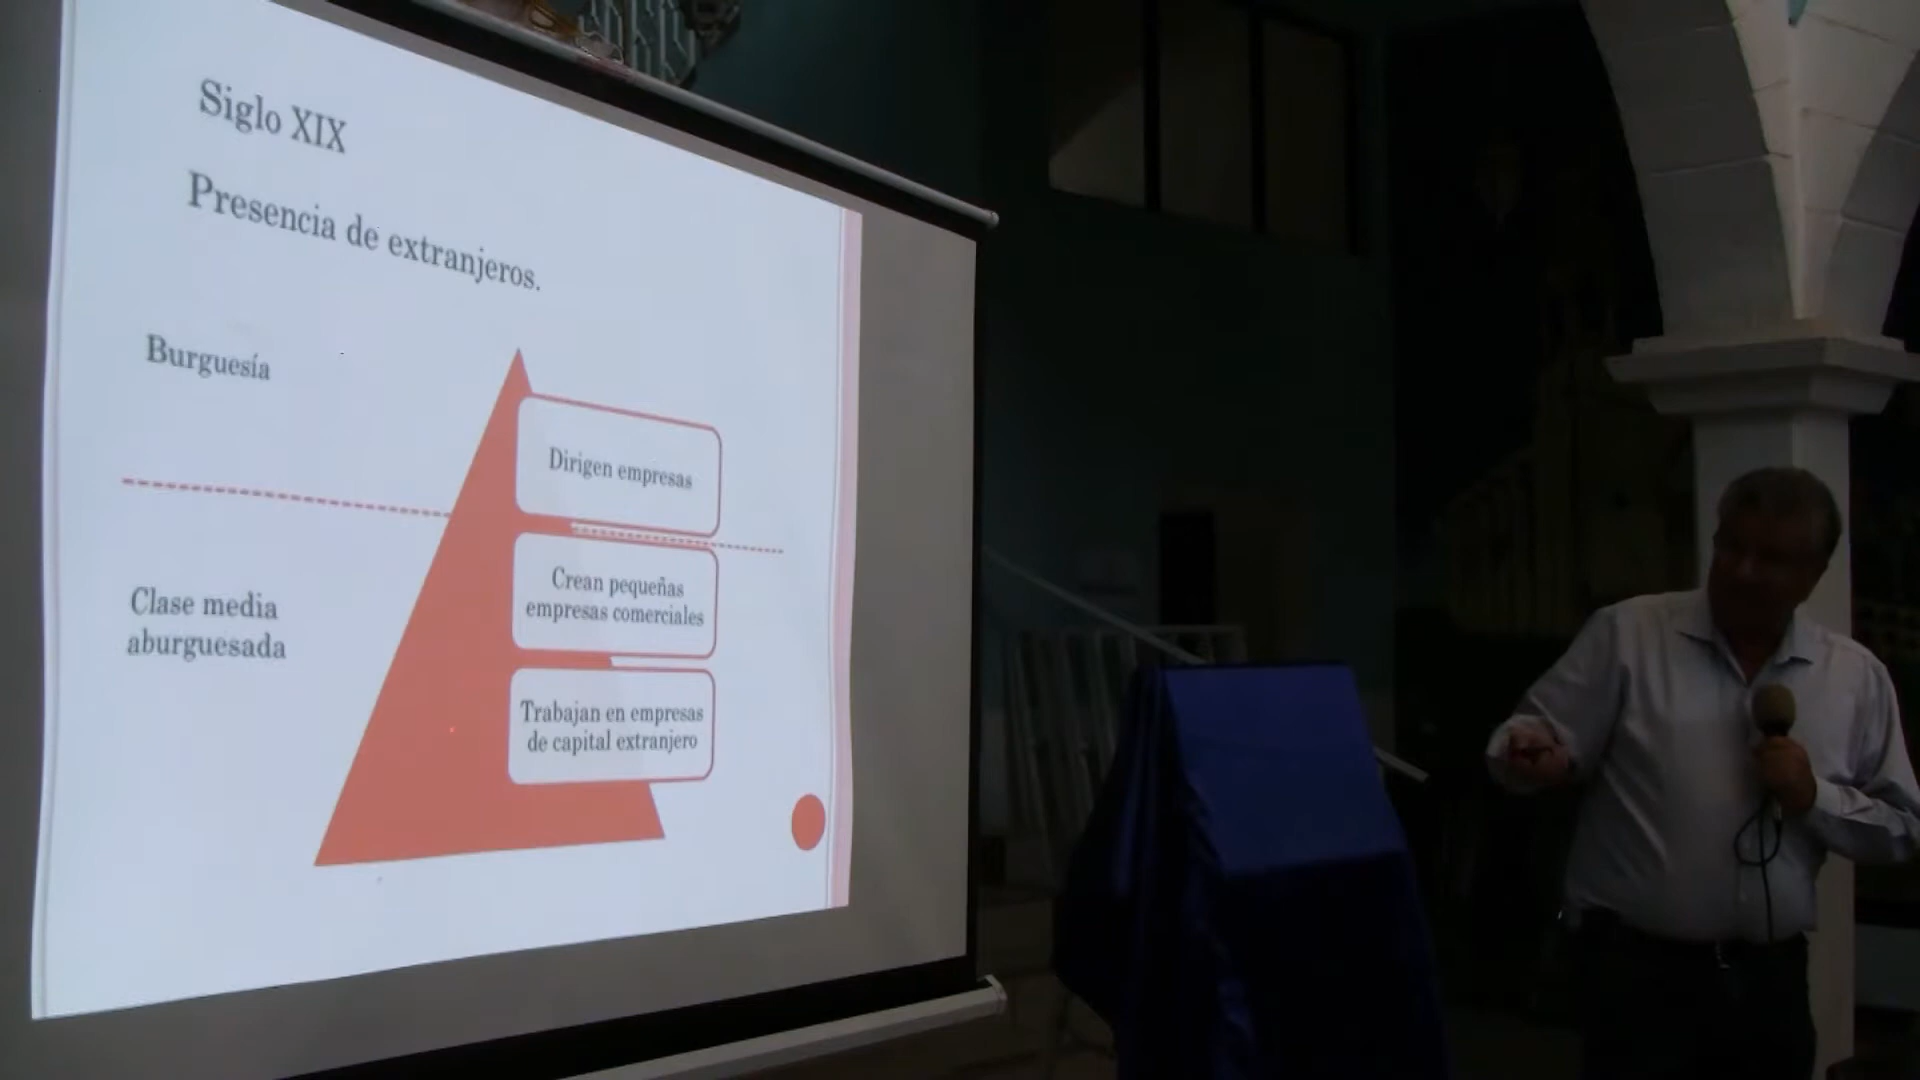 Siglo XIX
Presencia de extranjeros.
Burguesía
Dirigen empresas
Crean pequeñas
empresas comerciales
Clase media
aburguesada
Trabajan en empresas
de capital extranjero